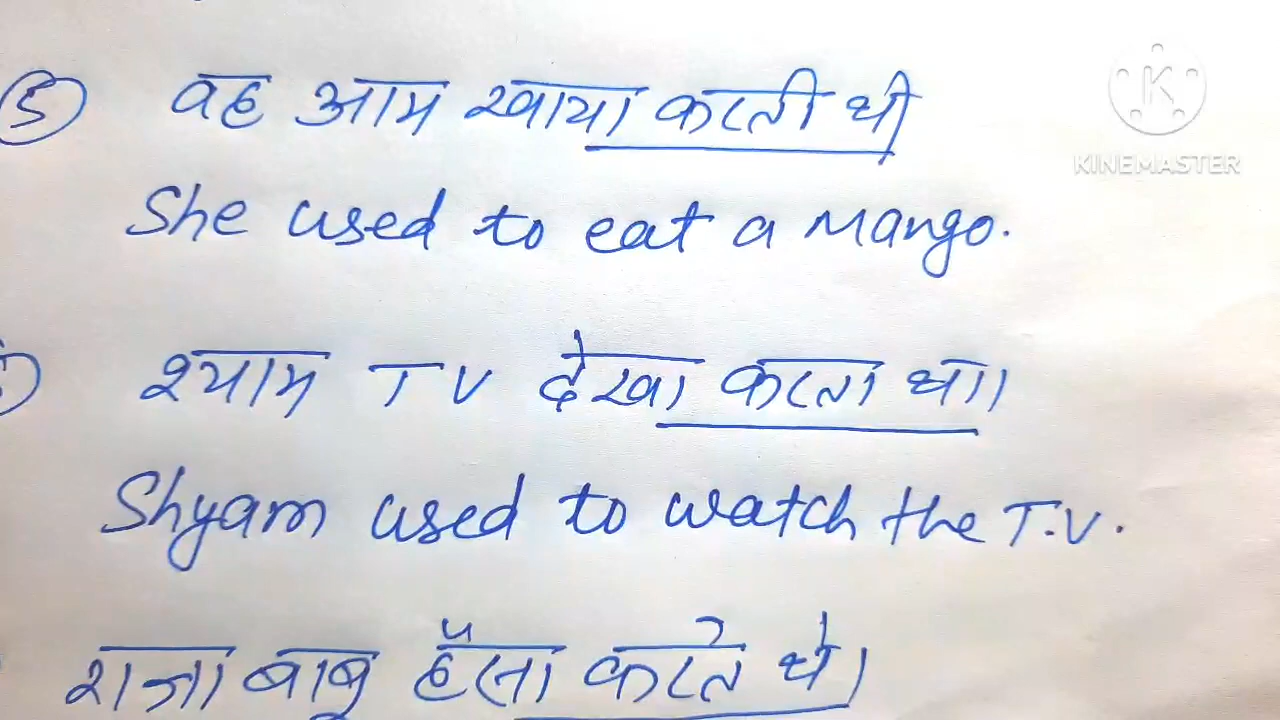 (5) वह आम खाया करती थी
KINEMASTER
She used to eat a Mango.
श्याम TV देखा करता था।
Shyam used to watch the T.V.
राजा बाबु हँसा करते थे।